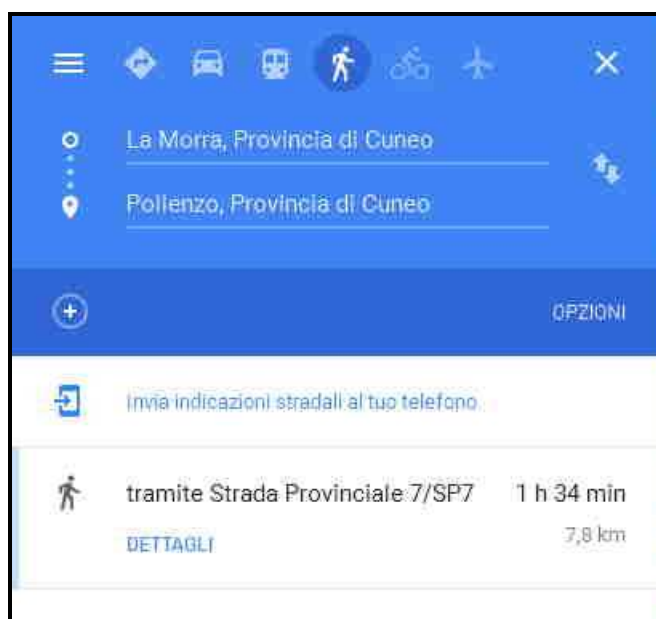 La Morra, Provincia di Cuneo
Pollenzo, Provincia di Cuneo
OPZIONI
Invia indicazioni stradali al tuo telefono
tramite Strada Provinciale 7/SP7 1 h 34 min
DETTAGLI 7,8 km